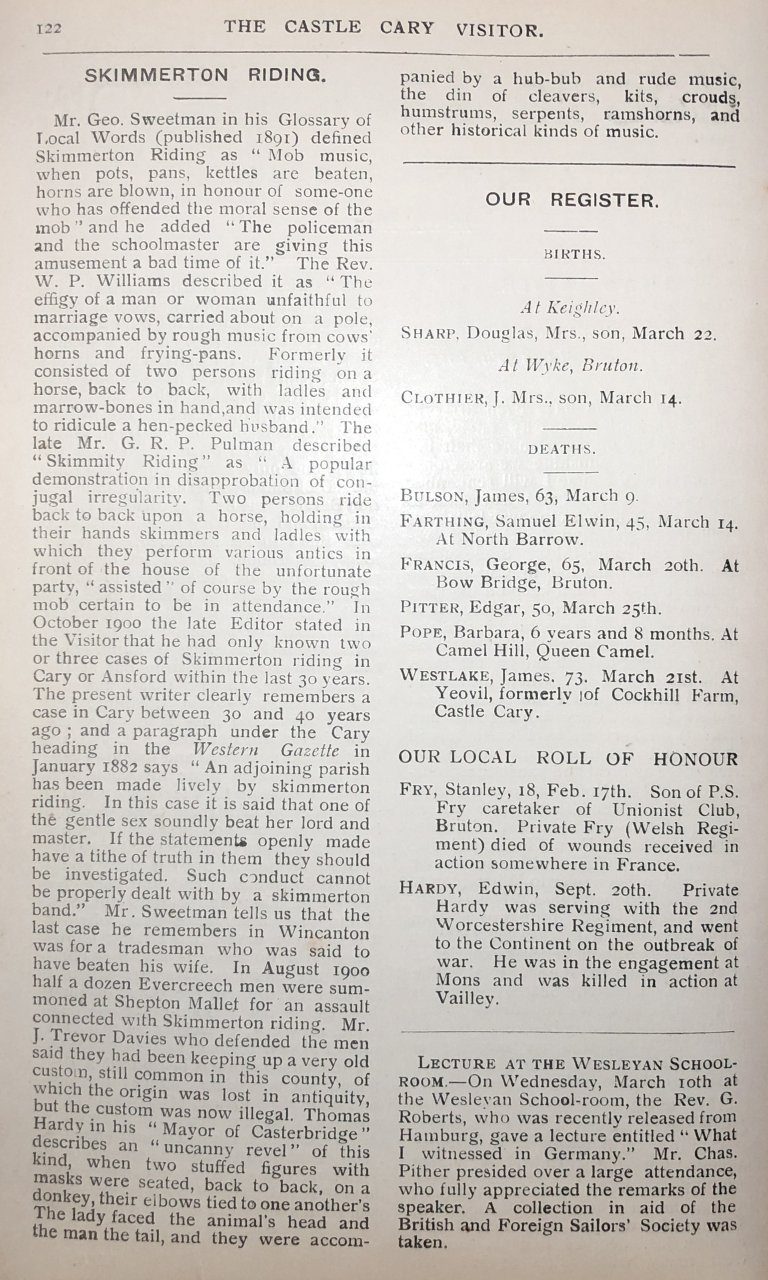 122
THE CASTLE CARY VISITOR.
SKIMMERTON RIDING.
Mr. Geo. Sweetman in his Glossary of
Local Words (published 1891) defined
Skimmerton Riding as " Mob music,
when pots, pans, kettles are beaten,
horns are blown, in honour of some-one
who has offended the moral sense of the
mob " and he added " The policeman
and the schoolmaster are giving this
amusement a bad time of it." The Rev.
W. P. Williams described it as " The
effigy of a man or woman unfaithful to
marriage vows, carried about on a pole,
accompanied by rough music from cows'
horns and frying-pans. Formerly it
consisted of two persons riding on a
horse, back to back, with ladles and
marrow-bones in hand,and was intended
to ridicule a hen-pecked husband." The
late Mr. G. R. P. Pulman described
" Skimmity Riding" as " A popular
demonstration in disapprobation of con-
jugal irregularity. Two persons ride
back to back upon a horse, holding in
their hands skimmers and ladles with
which they perform various antics in
front of the house of the unfortunate
party, " assisted " of course by the rough
mob certain to be in attendance." In
October 1900 the late Editor stated in
the Visitor that he had only known two
or three cases of Skimmerton riding in
Cary or Ansford within the last 30 years.
The present writer clearly remembers a
case in Cary between 30 and 40 years
ago ; and a paragraph under the Cary
heading in the Western Gazette in
January 1882 says " An adjoining parish
has been made lively by skimmerton
riding. In this case it is said that one of
the gentle sex soundly beat her lord and
master. If the statements openly made
have a tithe of truth in them they should
be investigated. Such conduct cannot
be properly dealt with by a skimmerton
band." Mr. Sweetman tells us that the
last case he remembers in Wincanton
was for a tradesman who was said to
have beaten his wife. In August 1900
half a dozen Evercreech men were sum-
moned at Shepton Mallet for an assault
connected with Skimmerton riding. Mr.
J. Trevor Davies who defended the men
said they had been keeping up a very old
custom, still common in this county, of
which the origin was lost in antiquity,
but the custom was now illegal. Thomas
Hardy in his " Mayor of Casterbridge"
describes an " uncanny revel" of this
kind, when two stuffed figures with
masks were seated, back to back, on a
donkey, their elbows tied to one another's
The lady faced the animal's head and
the man the tail, and they were accom-
panied by a hub-bub and rude music,
the din of cleavers, kits, crouds,
humstrums, serpents, ramshorns, and
other historical kinds of music.
OUR REGISTER.
BIRTHS.
At Keighley.
SHARP, Douglas, Mrs., son, March 22.
At Wyke, Bruton.
CLOTHIER, J. Mrs., son, March 14.
DEATHS.
BULSON, James, 63, March 9.
FARTHING, Samuel Elwin, 45, March 14.
At North Barrow.
FRANCIS, George, 65, March 20th. At
Bow Bridge, Bruton.
PITTER, Edgar, 50, March 25th.
POPE, Barbara, 6 years and 8 months. At
Camel Hill, Queen Camel.
WESTLAKE, James. 73. March 21st. At
Yeovil, formerly of Cockhill Farm,
Castle Cary.
OUR LOCAL ROLL OF HONOUR
FRY, Stanley, 18, Feb. 17th. Son of P.S.
Fry caretaker of Unionist Club,
Bruton. Private Fry (Welsh Regi-
ment) died of wounds received in
action somewhere in France.
HARDY, Edwin, Sept. 20th. Private
Hardy was serving with the 2nd
Worcestershire Regiment, and went
to the Continent on the outbreak of
war. He was in the engagement at
Mons and was killed in action at
Vailley.
LECTURE AT THE WESLEYAN SCHOOL-
ROOM.—On Wednesday, March 10th at
the Wesleyan School-room, the Rev. G.
Roberts, who was recently released from
Hamburg, gave a lecture entitled " What
I witnessed in Germany." Mr. Chas.
Pither presided over a large attendance,
who fully appreciated the remarks of the
speaker. A collection in aid of the
British and Foreign Sailors' Society was
taken.